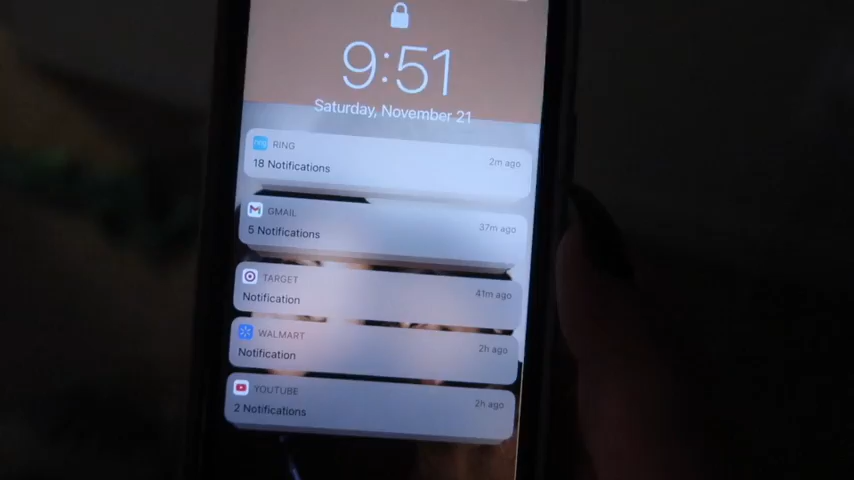 9:51
Saturday, November 21
ring RING 2m ago
18 Notifications
GMAIL 37m ago
5 Notifications
TARGET 41m ago
Notification
WALMART 2h ago
Notification
YOUTUBE 2h ago
2 Notifications